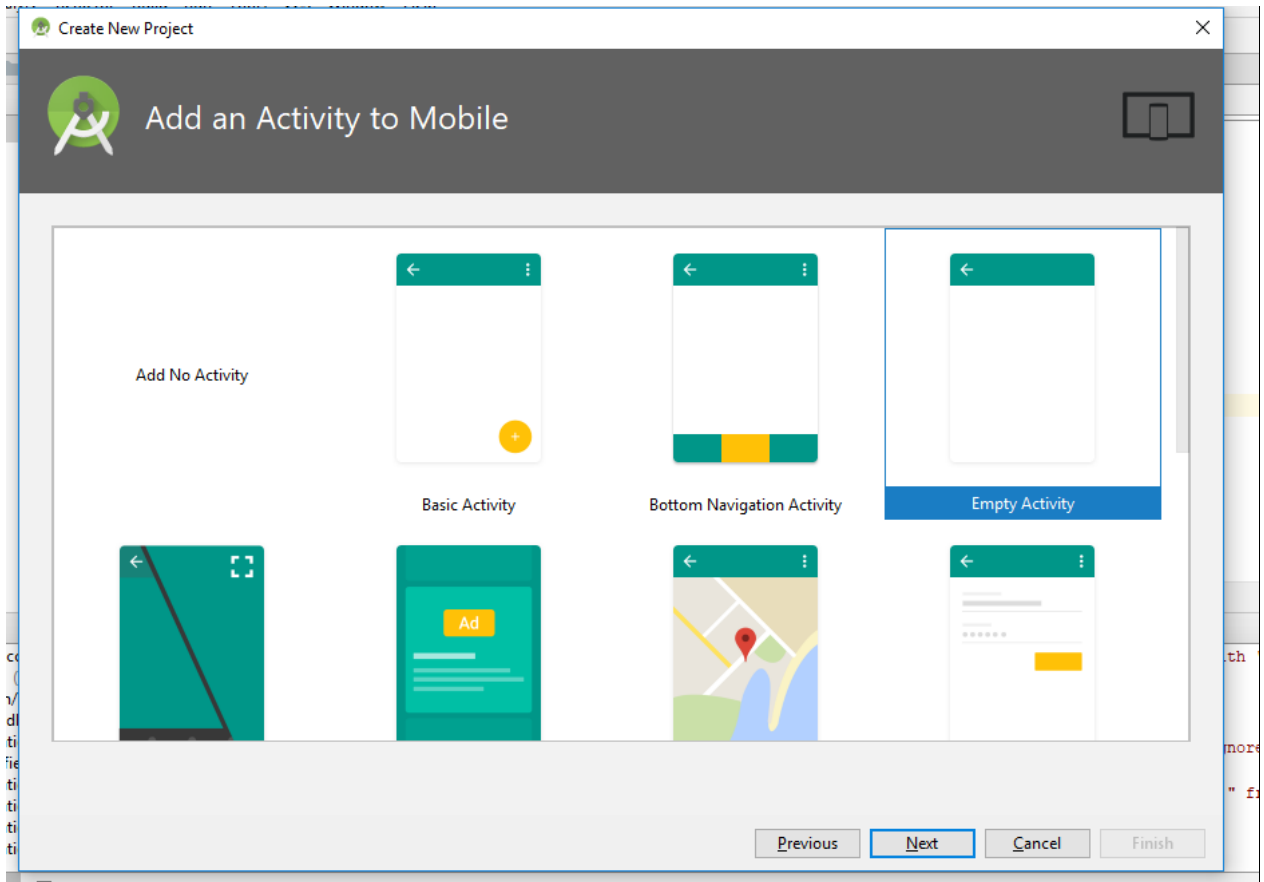 Create New Project
Add an Activity to Mobile
Add No Activity
Basic Activity
Bottom Navigation Activity
Empty Activity
Ad
Previous
Next
Cancel
Finish